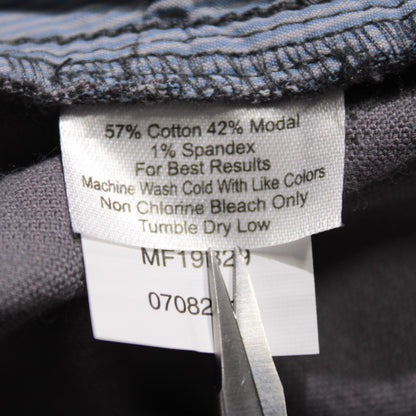 57% Cotton 42% Modal
1% Spandex
For Best Results
Machine Wash Cold With Like Colors
Non Chlorine Bleach Only
Tumble Dry Low